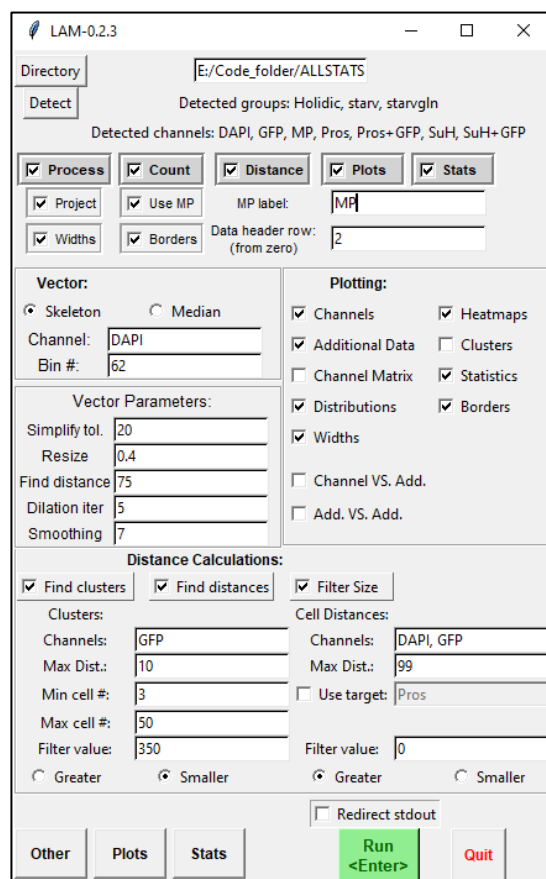 LAM-0.2.3
Directory E:/Code_folder/ALLSTATS
Detect Detected groups: Holidic, starv, starvgln
Detected channels: DAPI, GFP, MP, Pros, Pros+GFP, SuH, SuH+GFP
Process Count Distance Plots Stats
Project Use MP MP label: MP
Widths Borders Data header row: 2
(from zero)
Vector:
Skeleton Median
Channel: DAPI
Bin #: 62
Vector Parameters:
Simplify tol. 20
Resize 0.4
Find distance 75
Dilation iter 5
Smoothing 7
Plotting:
Channels Heatmaps
Additional Data Clusters
Channel Matrix Statistics
Distributions Borders
Widths
Channel VS. Add.
Add. VS. Add.
Distance Calculations:
Find clusters Find distances Filter Size
Clusters:
Channels: GFP
Max Dist.: 10
Min cell #: 3
Max cell #: 50
Filter value: 350
Greater Smaller
Cell Distances:
Channels: DAPI, GFP
Max Dist.: 99
Use target: Pros
Filter value: 0
Greater Smaller
Redirect stdout
Other Plots Stats Run
<Enter> Quit